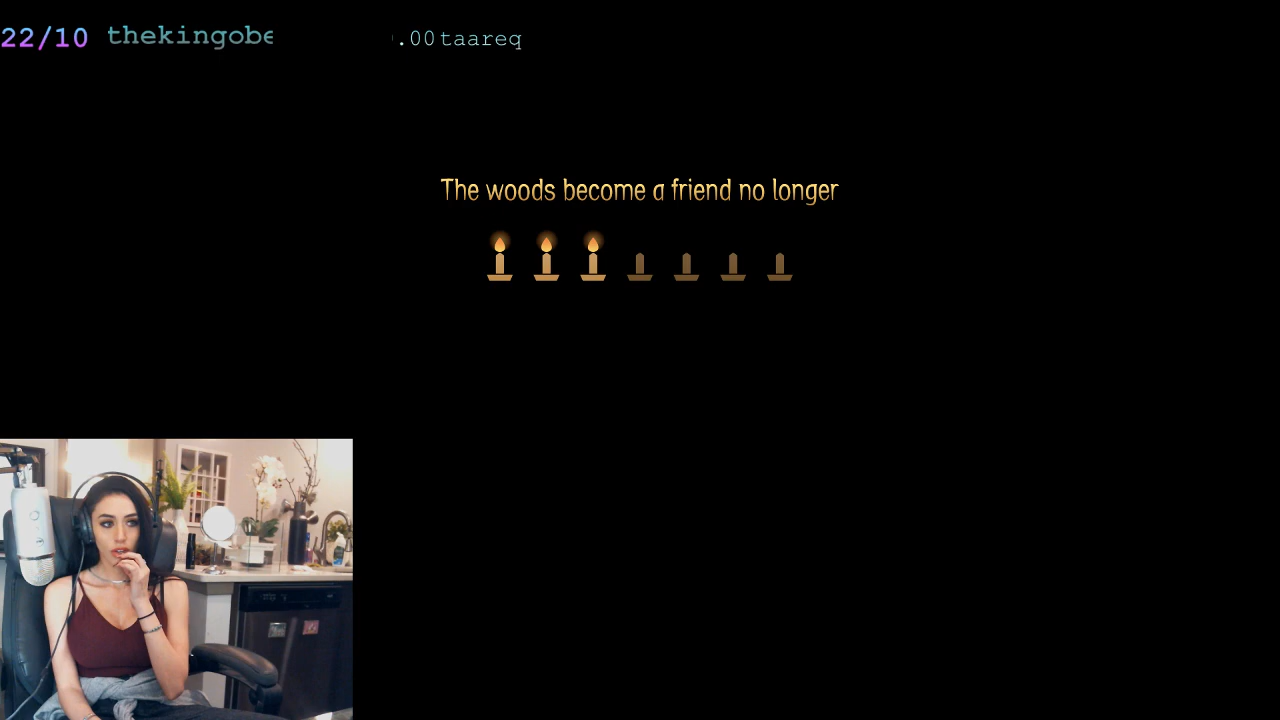 22/10 thekingobe .00 taareq
The woods become a friend no longer